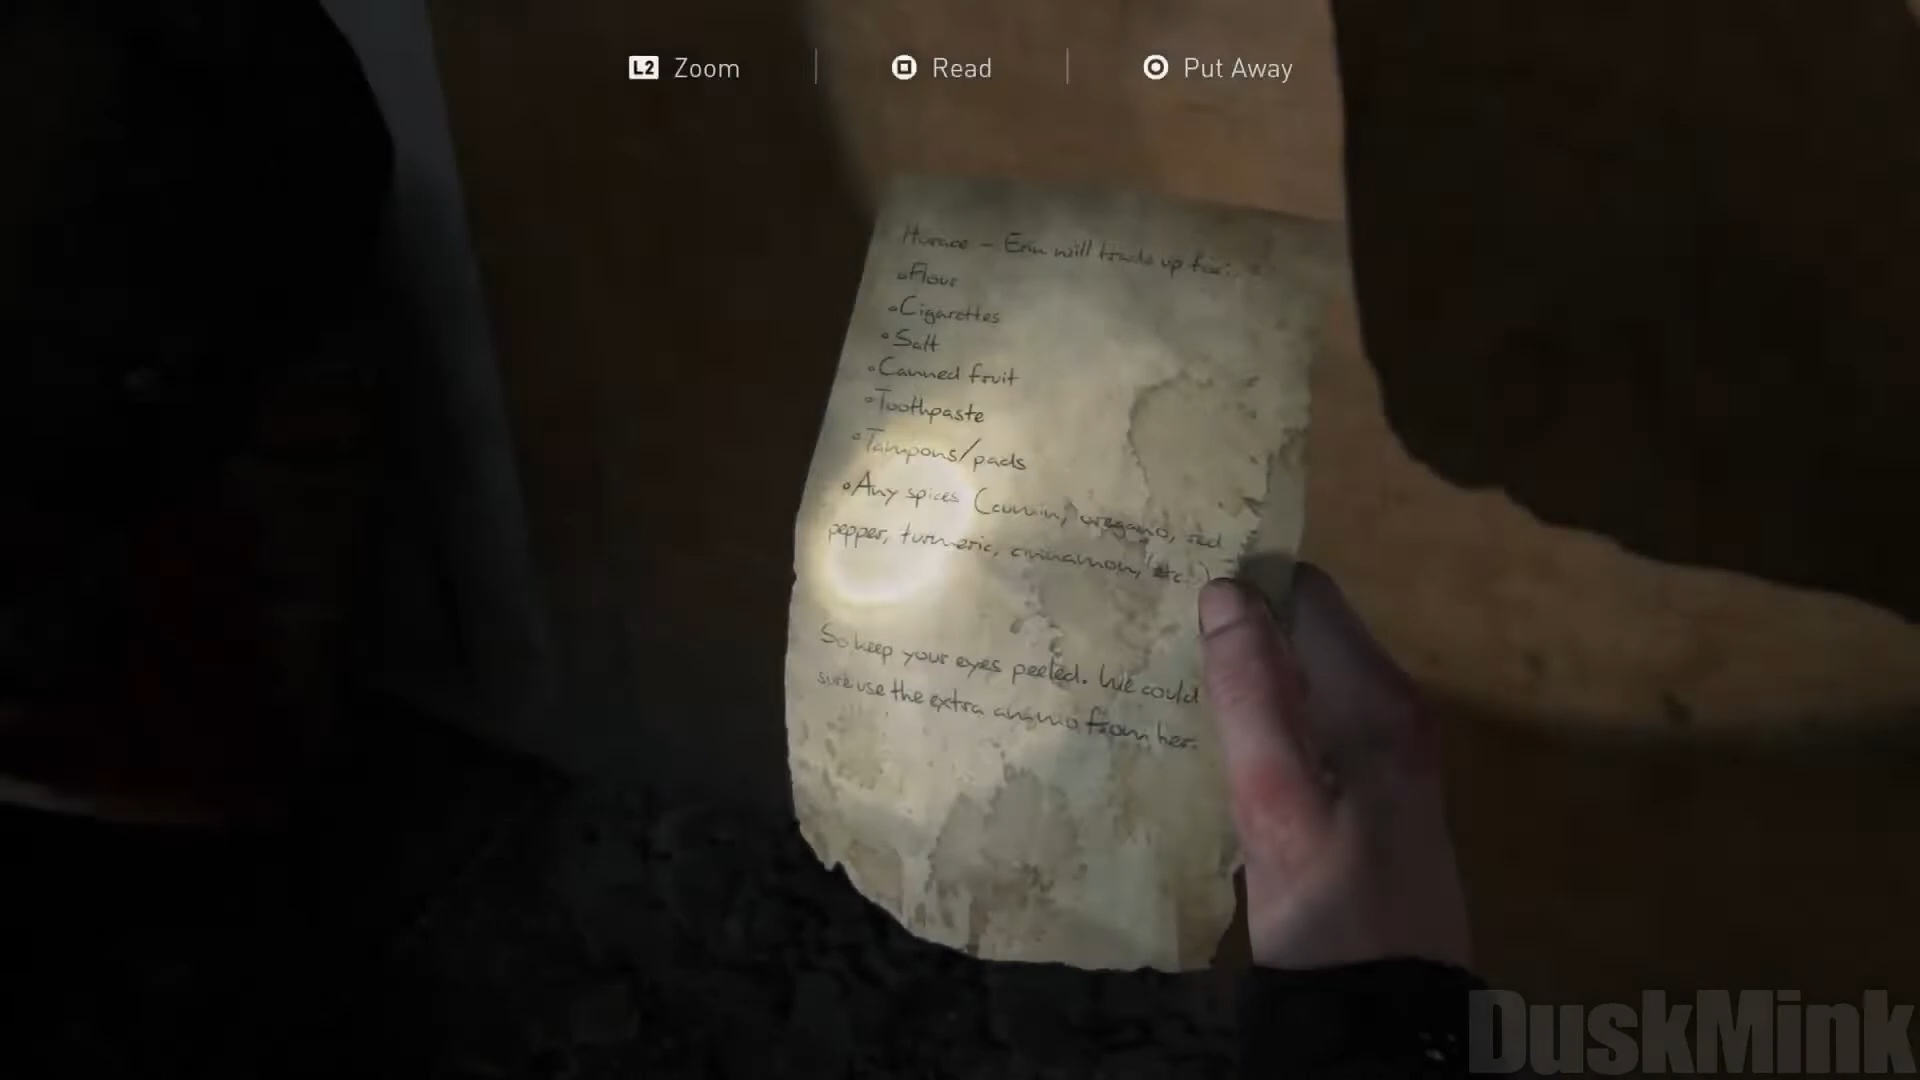 L2 Zoom | Read | Put Away
Horace - Erin will trade up for:
Flour
Cigarettes
Salt
Canned fruit
Toothpaste
Tampons/pads
Any spices (cumin, oregano, red
pepper, turmeric, cinnamon, etc.)
So keep your eyes peeled. We could
sure use the extra ammo from her.
DuskMink